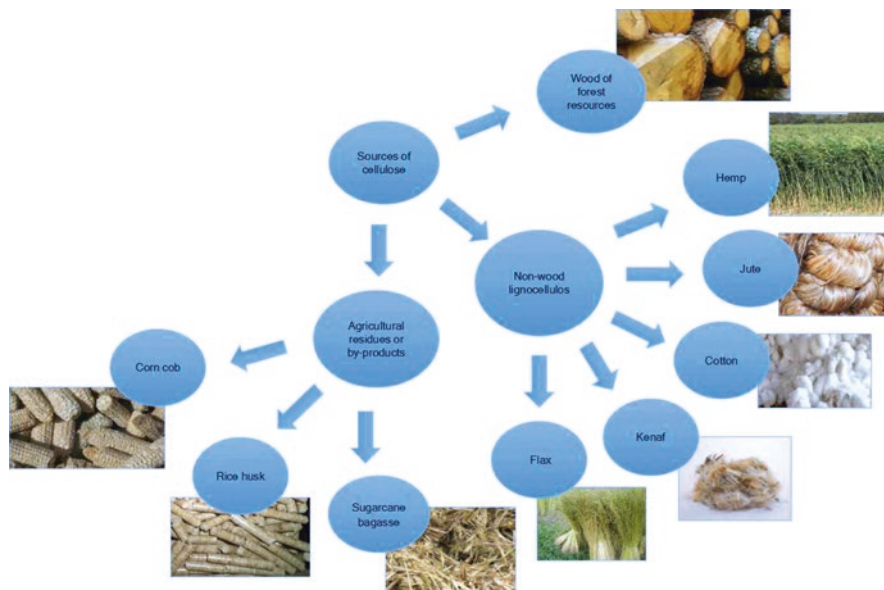 Wood of
forest
resources
Sources of
cellulose
Hemp
Non-wood
lignocellulos
Jute
Agricultural
residues or
by-products
Corn cob
Cotton
Kenaf
Flax
Rice husk
Sugarcane
bagasse